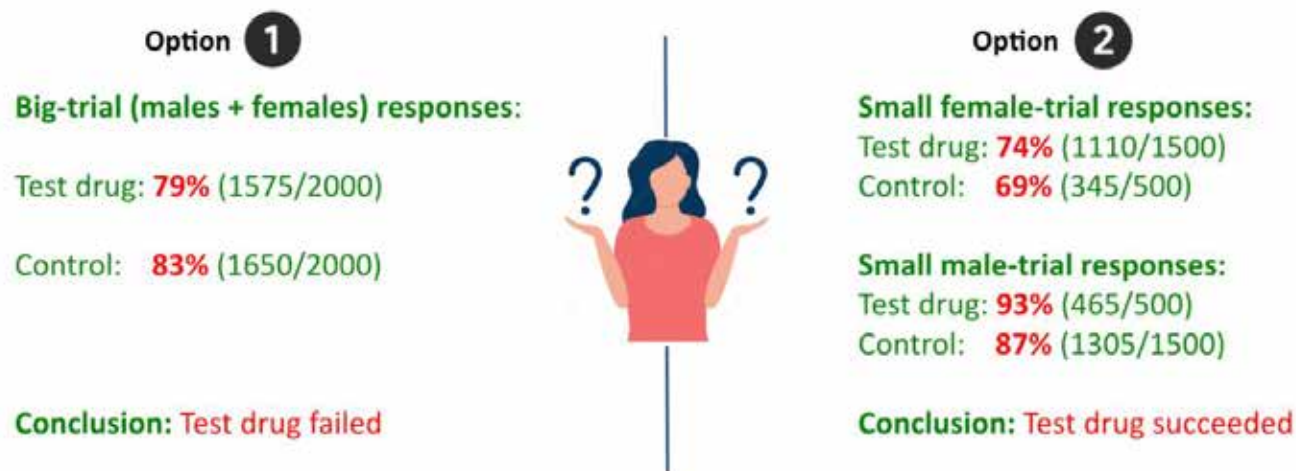 Option 1
Big-trial (males + females) responses:
Test drug: 79% (1575/2000)
Control: 83% (1650/2000)
Conclusion: Test drug failed
? ?
Option 2
Small female-trial responses:
Test drug: 74% (1110/1500)
Control: 69% (345/500)
Small male-trial responses:
Test drug: 93% (465/500)
Control: 87% (1305/1500)
Conclusion: Test drug succeeded